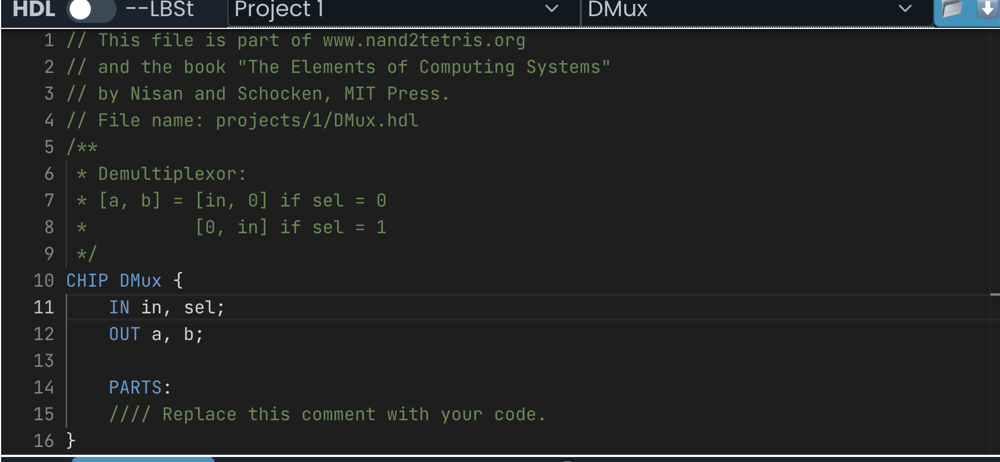 HDL --LBSt Project 1 DMux
1 // This file is part of www.nand2tetris.org
2 // and the book "The Elements of Computing Systems"
3 // by Nisan and Schocken, MIT Press.
4 // File name: projects/1/DMux.hdl
5 /**
6  * Demultiplexor:
7  * [a, b] = [in, 0] if sel = 0
8  *          [0, in] if sel = 1
9  */
10 CHIP DMux {
11     IN in, sel;
12     OUT a, b;
13
14     PARTS:
15     //// Replace this comment with your code.
16 }